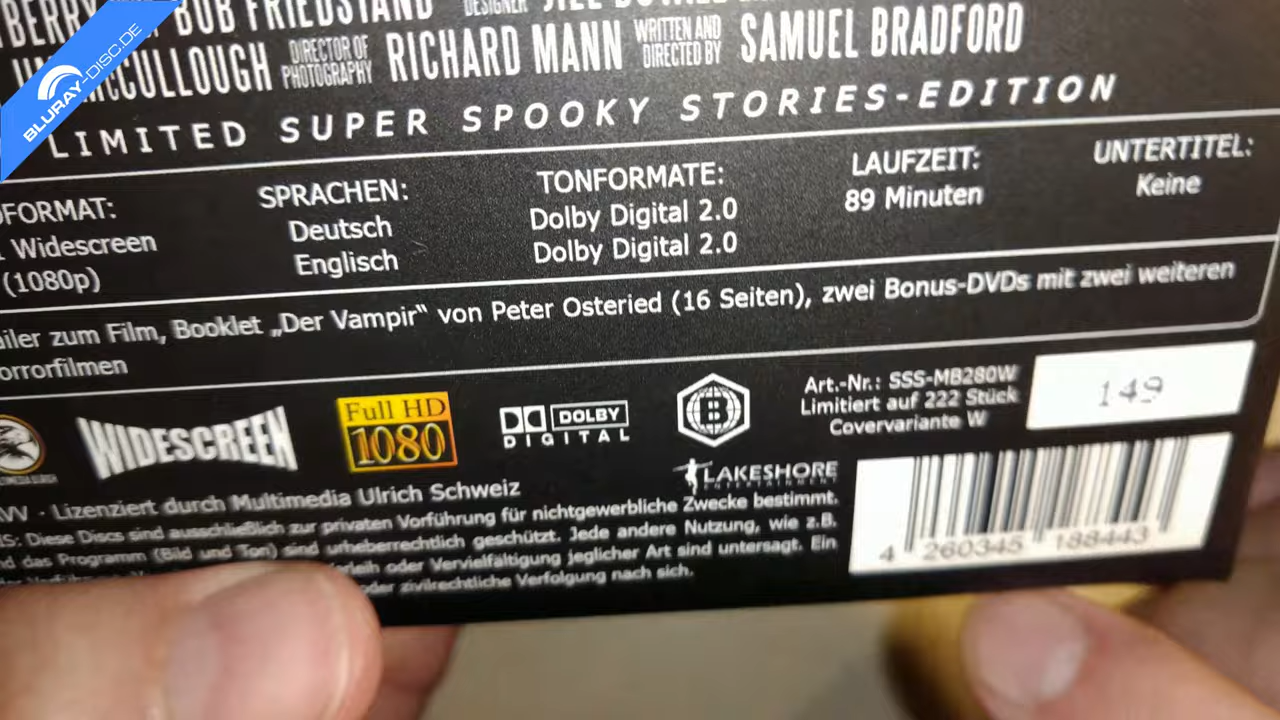 BLURAY-DISC.DE
BERRY BOB FRIEDSTAND DESIGNER
McCULLOUGH DIRECTOR OF PHOTOGRAPHY RICHARD MANN WRITTEN AND DIRECTED BY SAMUEL BRADFORD
LIMITED SUPER SPOOKY STORIES-EDITION
FORMAT:
Widescreen
(1080p)
SPRACHEN:
Deutsch
Englisch
TONFORMATE:
Dolby Digital 2.0
Dolby Digital 2.0
LAUFZEIT:
89 Minuten
UNTERTITEL:
Keine
ailer zum Film, Booklet „Der Vampir“ von Peter Osteried (16 Seiten), zwei Bonus-DVDs mit zwei weiteren
orrorfilmen
WIDESCREEN
Full HD
1080
DOLBY
DIGITAL
B
LAKESHORE
ENTERTAINMENT
Art.-Nr.: SSS-MB280W
Limitiert auf 222 Stück
Covervariante W
149
· Lizenziert durch Multimedia Ulrich Schweiz
IS: Diese Discs sind ausschließlich zur privaten Vorführung für nichtgewerbliche Zwecke bestimmt.
d das Programm (Bild und Ton) sind urheberrechtlich geschützt. Jede andere Nutzung, wie z.B.
erleih oder Vervielfältigung jeglicher Art sind untersagt. Ein
oder zivilrechtliche Verfolgung nach sich.
4 260345 188443